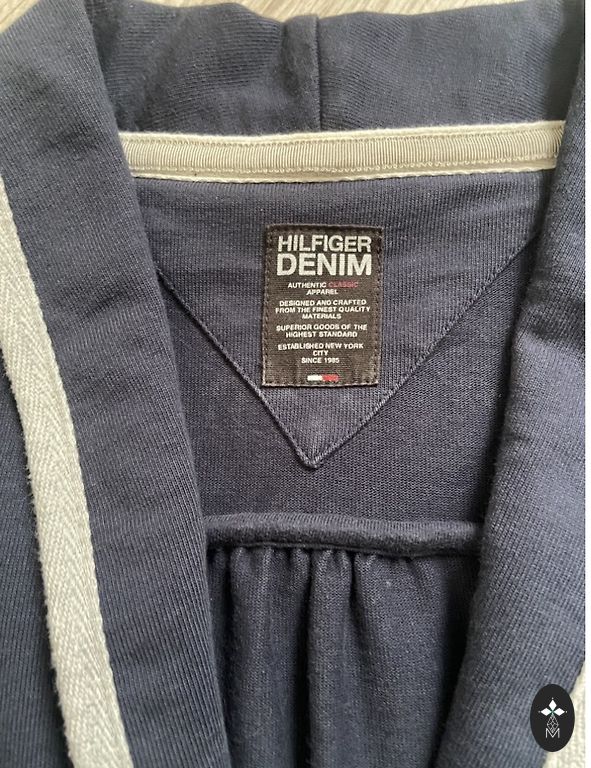 HILFIGER
DENIM
AUTHENTIC CLASSIC
APPAREL
DESIGNED AND CRAFTED
FROM THE FINEST QUALITY
MATERIALS
SUPERIOR GOODS OF THE
HIGHEST STANDARD
ESTABLISHED NEW YORK
CITY
SINCE 1985
M